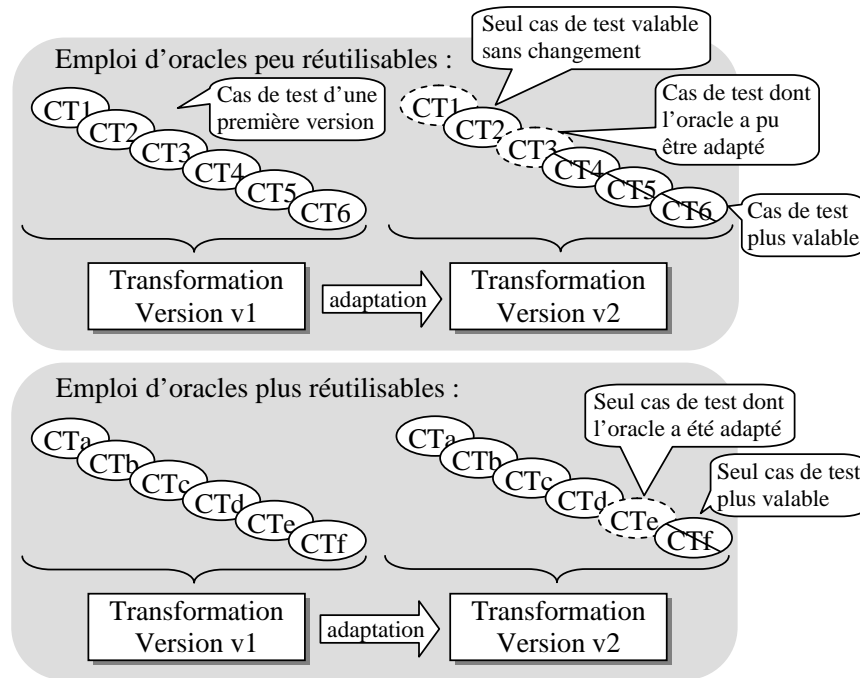 Emploi d'oracles peu réutilisables :
Seul cas de test valable
sans changement
Cas de test d'une
première version
Cas de test dont
l'oracle a pu
être adapté
CT1
CT2
CT3
CT4
CT5
CT6
CT1
CT2
CT3
CT4
CT5
CT6
Cas de test
plus valable
Transformation
Version v1
adaptation
Transformation
Version v2
Emploi d'oracles plus réutilisables :
Seul cas de test dont
l'oracle a été adapté
Seul cas de test
plus valable
CTa
CTb
CTc
CTd
CTe
CTf
CTa
CTb
CTc
CTd
CTe
CTf
Transformation
Version v1
adaptation
Transformation
Version v2